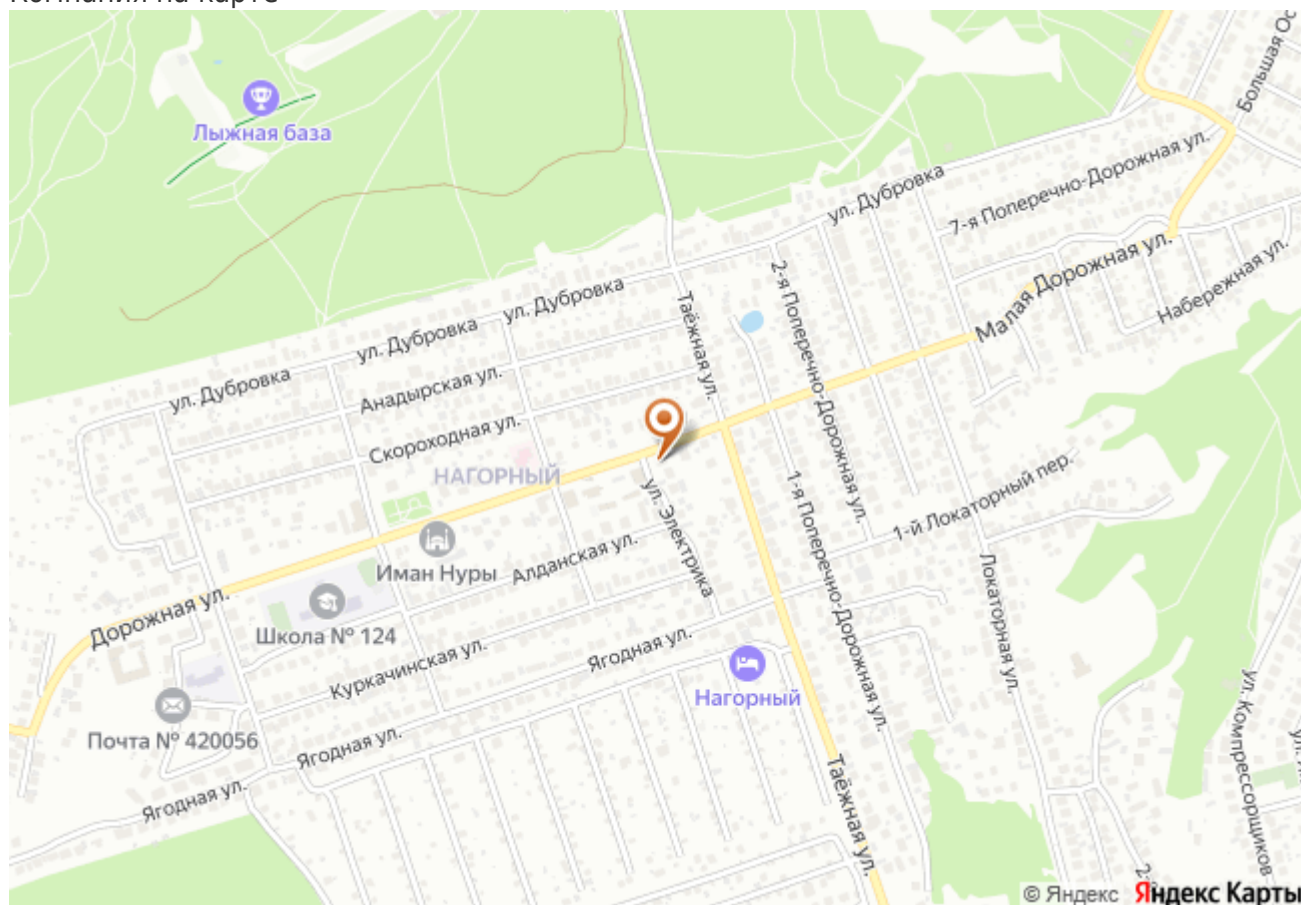 Большая Ос
Лыжная база
7-я Поперечно-Дорожная ул.
ул. Дубровка
Малая Дорожная ул.
Набережная ул.
2-я Поперечно-Дорожная ул.
Таёжная ул.
ул. Дубровка
ул. Дубровка
ул. Дубровка
Анадырская ул.
Скороходная ул.
НАГОРНЫЙ
ул. Электрика
1-я Поперечно-Дорожная ул.
1-й Локаторный пер.
Локаторная ул.
Иман Нуры
Алданская ул.
Дорожная ул.
Школа № 124
Куркачинская ул.
Ягодная ул.
Нагорный
Почта № 420056
Ягодная ул.
Ягодная ул.
Таёжная ул.
ул. Компрессорщиков
© Яндекс Яндекс Карты